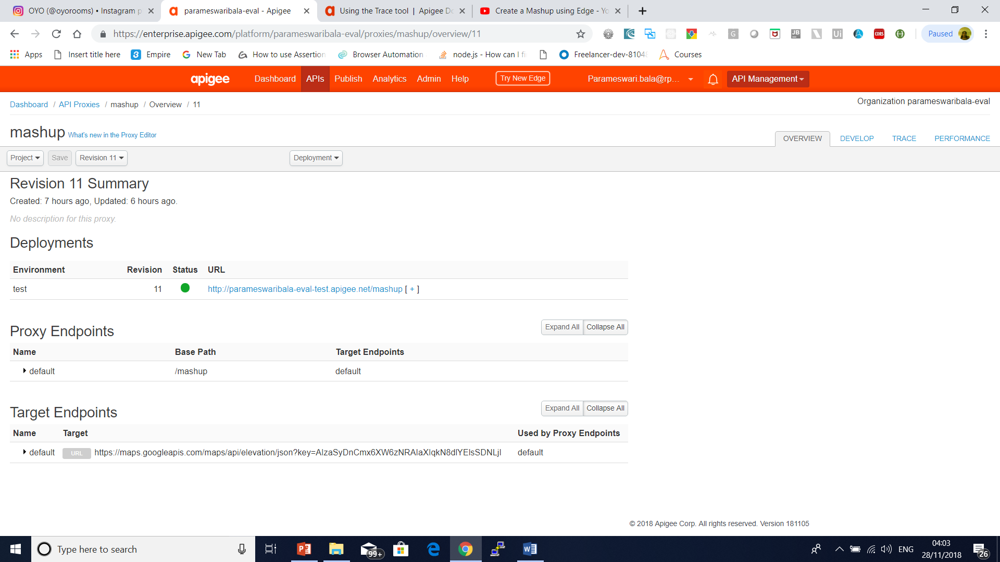 OYO (@oyorooms) • Instagram p
parameswaribala-eval - Apigee
Using the Trace tool | Apigee Do
Create a Mashup using Edge - Yo
https://enterprise.apigee.com/platform/parameswaribala-eval/proxies/mashup/overview/11
Paused
Apps
Insert title here
Empire
New Tab
How to use Assertion
Browser Automation
node.js - How can I fi
Freelancer-dev-81048
Courses
apigee
Dashboard APIs Publish Analytics Admin Help
Try New Edge
Parameswari.bala@rp...
API Management
Dashboard / API Proxies / mashup / Overview / 11
Organization parameswaribala-eval
mashup What's new in the Proxy Editor
OVERVIEW DEVELOP TRACE PERFORMANCE
Project Save Revision 11 Deployment
Revision 11 Summary
Created: 7 hours ago, Updated: 6 hours ago.
No description for this proxy.
Deployments
Environment Revision Status URL
test 11 http://parameswaribala-eval-test.apigee.net/mashup [ + ]
Proxy Endpoints
Expand All Collapse All
Name Base Path Target Endpoints
default /mashup default
Target Endpoints
Expand All Collapse All
Name Target Used by Proxy Endpoints
default URL https://maps.googleapis.com/maps/api/elevation/json?key=AIzaSyDnCmx6XW6zNRAIaXIqkN8dlYElsSDNLjI default
© 2018 Apigee Corp. All rights reserved. Version 181105
Type here to search
99+
ENG
04:03
28/11/2018
26